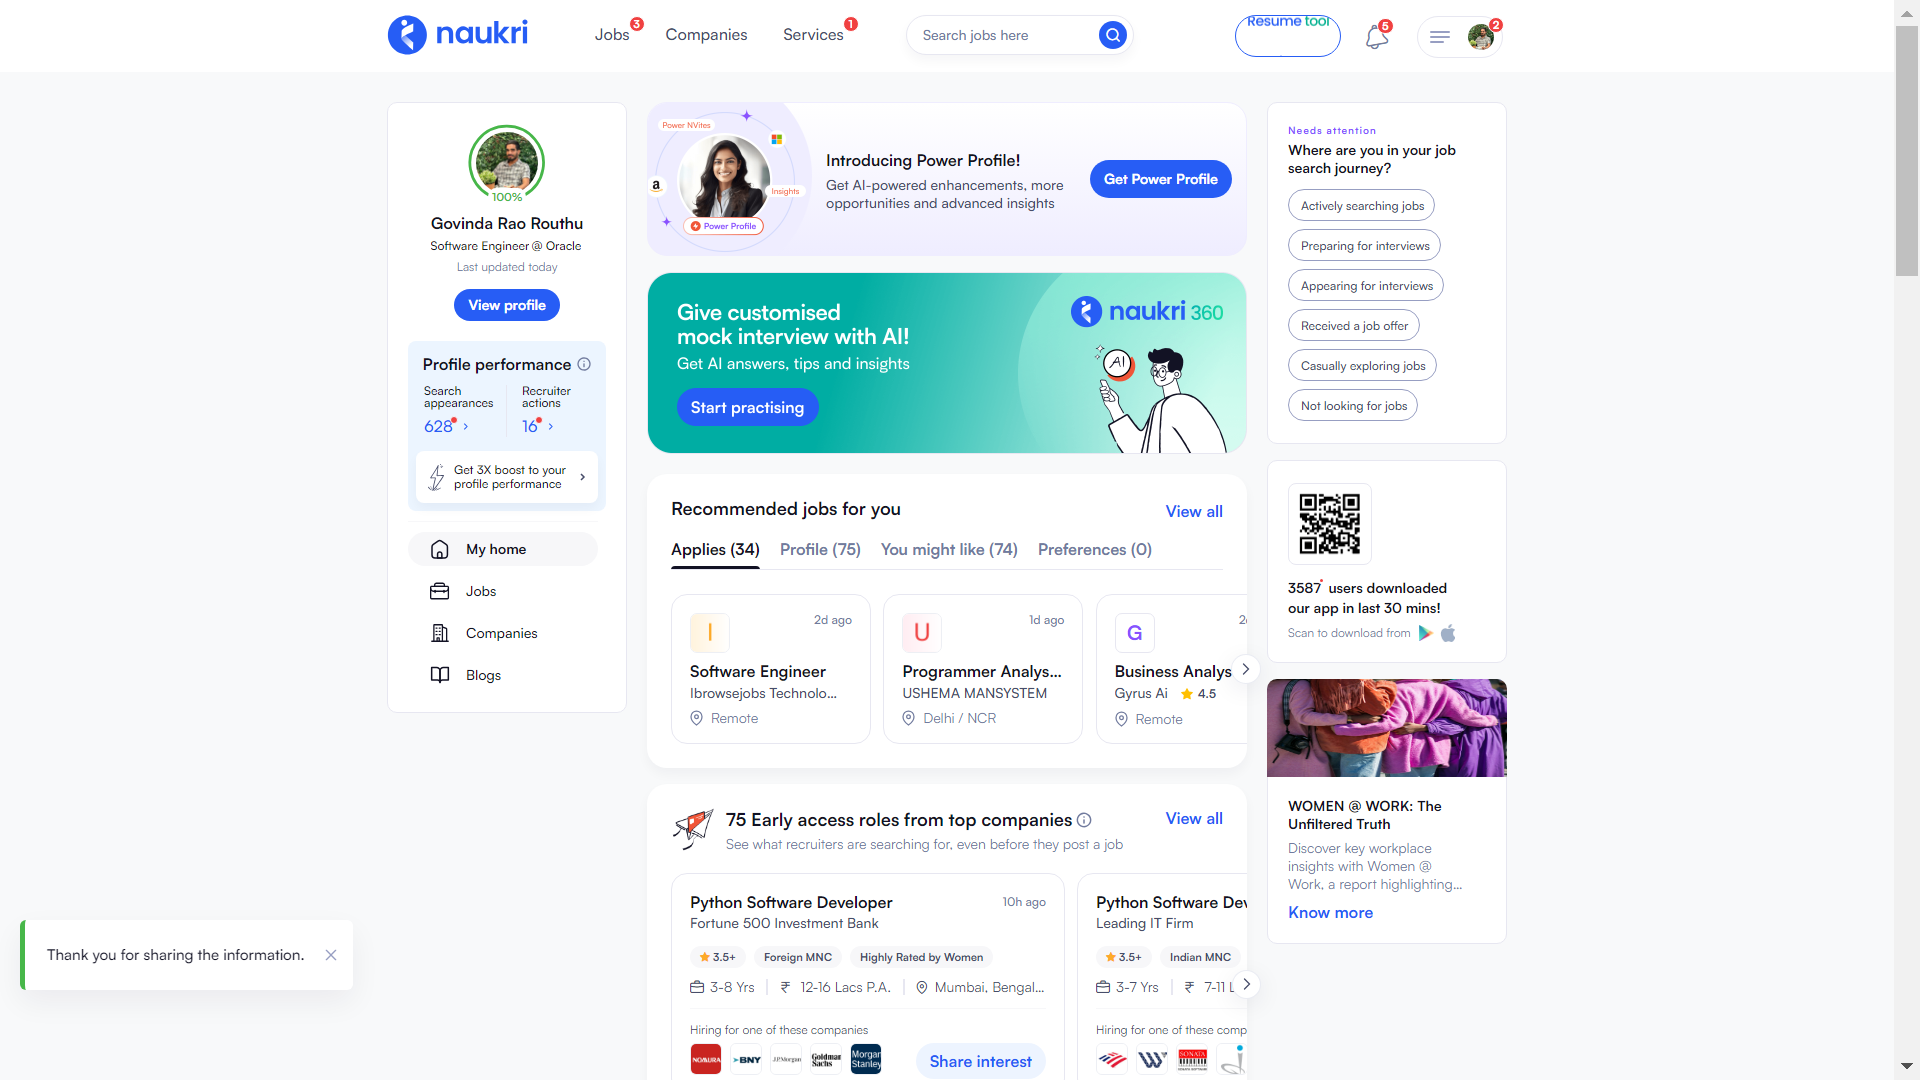 naukri
Jobs
3
Companies
Services
1
Search jobs here
Resume tool
5
2
100%
Govinda Rao Routhu
Software Engineer @ Oracle
Last updated today
View profile
Profile performance
Search appearances
628
Recruiter actions
16
Get 3X boost to your
profile performance
My home
Jobs
Companies
Blogs
Power NVites
a
Insights
Power Profile
Introducing Power Profile!
Get AI-powered enhancements, more
opportunities and advanced insights
Get Power Profile
Give customised
mock interview with AI!
Get AI answers, tips and insights
Start practising
naukri 360
AI
Recommended jobs for you
View all
Applies (34) Profile (75) You might like (74) Preferences (0)
I
2d ago
Software Engineer
Ibrowsejobs Technolo...
Remote
U
1d ago
Programmer Analys...
USHEMA MANSYSTEM
Delhi / NCR
G
2
Business Analys
Gyrus Ai 4.5
Remote
75 Early access roles from top companies
View all
See what recruiters are searching for, even before they post a job
Python Software Developer
10h ago
Fortune 500 Investment Bank
3.5+ Foreign MNC Highly Rated by Women
3-8 Yrs ₹ 12-16 Lacs P.A. Mumbai, Bengal...
Hiring for one of these companies
NOMURA BNY J.P.Morgan Goldman Sachs Morgan Stanley
Share interest
Python Software Dev
Leading IT Firm
3.5+ Indian MNC
3-7 Yrs ₹ 7-11 L
Hiring for one of these comp
SONATA
Needs attention
Where are you in your job
search journey?
Actively searching jobs
Preparing for interviews
Appearing for interviews
Received a job offer
Casually exploring jobs
Not looking for jobs
3587 users downloaded
our app in last 30 mins!
Scan to download from
WOMEN @ WORK: The
Unfiltered Truth
Discover key workplace
insights with Women @
Work, a report highlighting...
Know more
Thank you for sharing the information.